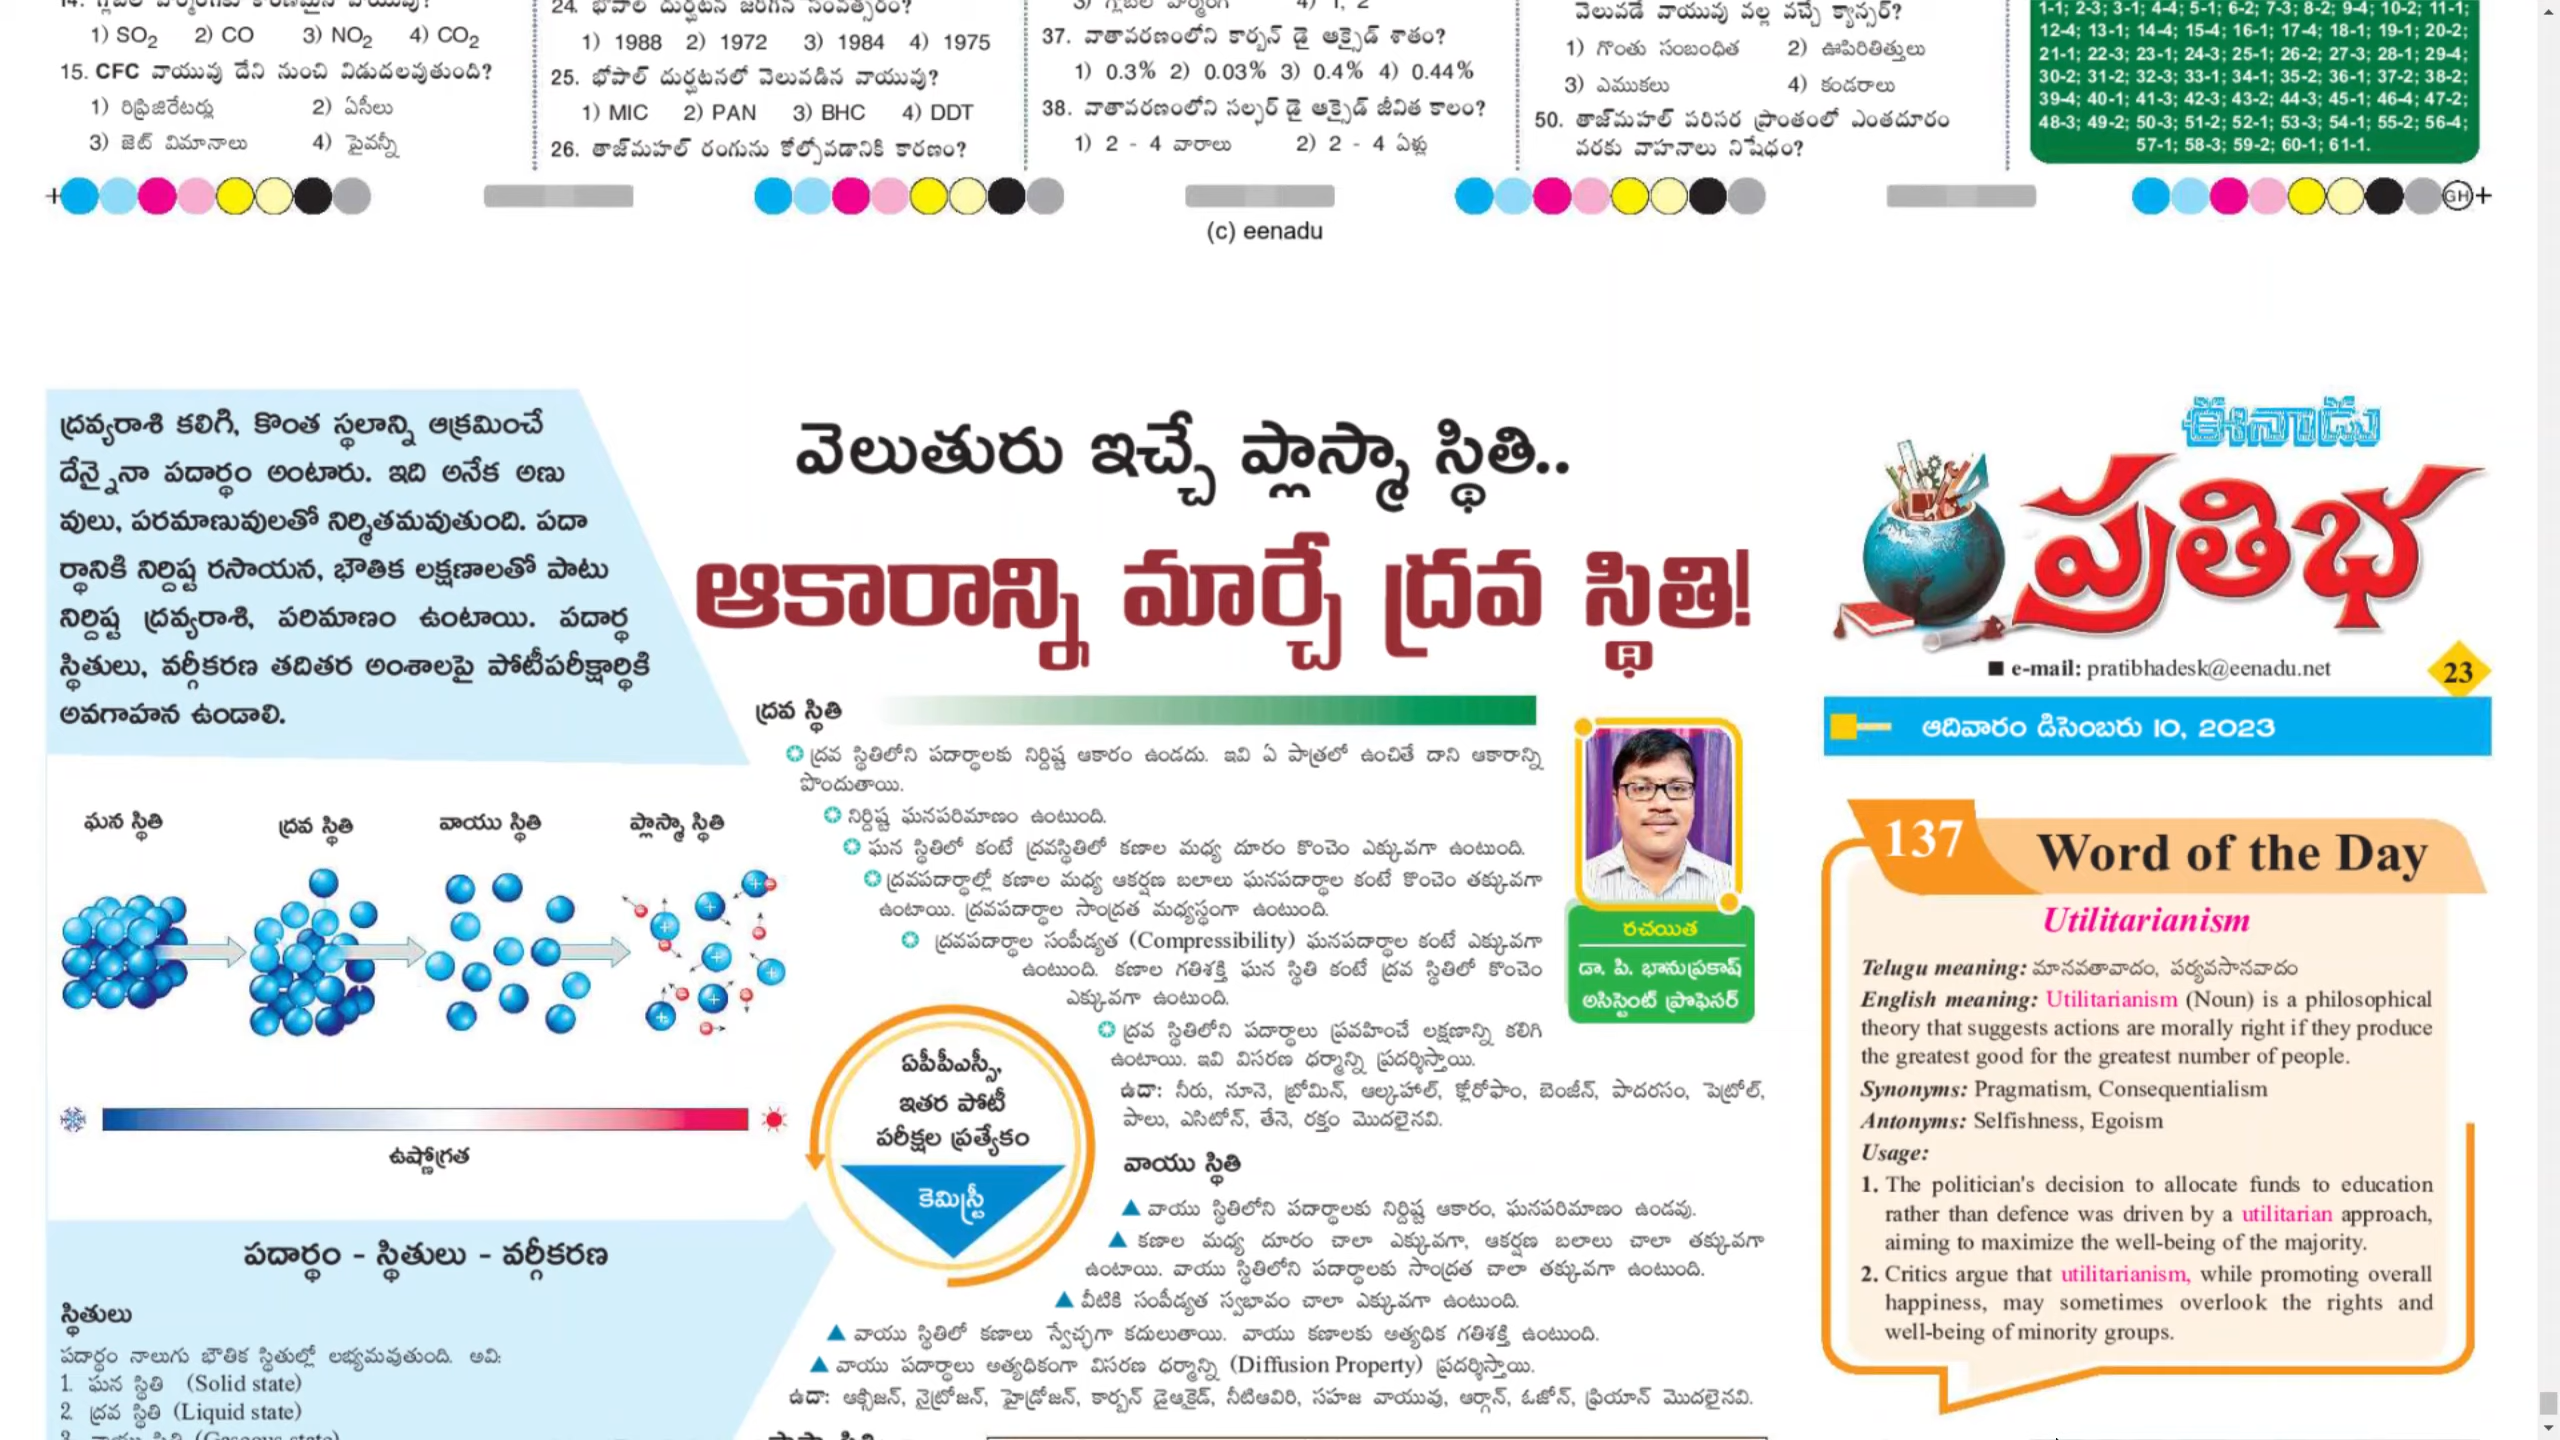 1) SO2 2) CO 3) NO2 4) CO2
15. CFC వాయువు దేని నుంచి విడుదలవుతుంది?
1) రిఫ్రిజిరేటర్లు 2) ఏసీలు
3) జెట్ విమానాలు 4) పైవన్నీ
24. భోపాల్ దుర్ఘటన జరిగిన సంవత్సరం?
1) 1988 2) 1972 3) 1984 4) 1975
25. భోపాల్ దుర్ఘటనలో వెలువడిన వాయువు?
1) MIC 2) PAN 3) BHC 4) DDT
26. తాజ్‌మహల్ రంగును కోల్పోవడానికి కారణం?
3) గ్లోబల్ వార్మింగ్ 4) 1, 2
37. వాతావరణంలోని కార్బన్ డై ఆక్సైడ్ శాతం?
1) 0.3% 2) 0.03% 3) 0.4% 4) 0.44%
38. వాతావరణంలోని సల్ఫర్ డై ఆక్సైడ్ జీవిత కాలం?
1) 2 - 4 వారాలు 2) 2 - 4 ఏళ్లు
వెలువడే వాయువు వల్ల వచ్చే క్యాన్సర్?
1) గొంతు సంబంధిత 2) ఊపిరితిత్తులు
3) ఎముకలు 4) కండరాలు
50. తాజ్‌మహల్ పరిసర ప్రాంతంలో ఎంతదూరం
వరకు వాహనాలు నిషేధం?
1-1; 2-3; 3-1; 4-4; 5-1; 6-2; 7-3; 8-2; 9-4; 10-2; 11-1;
12-4; 13-1; 14-4; 15-4; 16-1; 17-4; 18-1; 19-1; 20-2;
21-1; 22-3; 23-1; 24-3; 25-1; 26-2; 27-3; 28-1; 29-4;
30-2; 31-2; 32-3; 33-1; 34-1; 35-2; 36-1; 37-2; 38-2;
39-4; 40-1; 41-3; 42-3; 43-2; 44-3; 45-1; 46-4; 47-2;
48-3; 49-2; 50-3; 51-2; 52-1; 53-3; 54-1; 55-2; 56-4;
57-1; 58-3; 59-2; 60-1; 61-1.
GH
(c) eenadu
ద్రవ్యరాశి కలిగి, కొంత స్థలాన్ని ఆక్రమించే
దేన్నైనా పదార్థం అంటారు. ఇది అనేక అణు
వులు, పరమాణువులతో నిర్మితమవుతుంది. పదా
ర్థానికి నిర్దిష్ట రసాయన, భౌతిక లక్షణాలతో పాటు
నిర్దిష్ట ద్రవ్యరాశి, పరిమాణం ఉంటాయి. పదార్థ
స్థితులు, వర్గీకరణ తదితర అంశాలపై పోటీపరీక్షార్థికి
అవగాహన ఉండాలి.
ఘన స్థితి ద్రవ స్థితి వాయు స్థితి ప్లాస్మా స్థితి
ఉష్ణోగ్రత
పదార్థం - స్థితులు - వర్గీకరణ
స్థితులు
పదార్థం నాలుగు భౌతిక స్థితుల్లో లభ్యమవుతుంది. అవి:
1. ఘన స్థితి (Solid state)
2. ద్రవ స్థితి (Liquid state)
3. వాయు స్థితి (Gaseous state)
వెలుతురు ఇచ్చే ప్లాస్మా స్థితి..
ఆకారాన్ని మార్చే ద్రవ స్థితి!
ద్రవ స్థితి
ద్రవ స్థితిలోని పదార్థాలకు నిర్దిష్ట ఆకారం ఉండదు. ఇవి ఏ పాత్రలో ఉంచితే దాని ఆకారాన్ని
పొందుతాయి.
నిర్దిష్ట ఘనపరిమాణం ఉంటుంది.
ఘన స్థితిలో కంటే ద్రవస్థితిలో కణాల మధ్య దూరం కొంచెం ఎక్కువగా ఉంటుంది.
ద్రవపదార్థాల్లో కణాల మధ్య ఆకర్షణ బలాలు ఘనపదార్థాల కంటే కొంచెం తక్కువగా
ఉంటాయి. ద్రవపదార్థాల సాంద్రత మధ్యస్థంగా ఉంటుంది.
ద్రవపదార్థాల సంపీడ్యత (Compressibility) ఘనపదార్థాల కంటే ఎక్కువగా
ఉంటుంది. కణాల గతిశక్తి ఘన స్థితి కంటే ద్రవ స్థితిలో కొంచెం
ఎక్కువగా ఉంటుంది.
ద్రవ స్థితిలోని పదార్థాలు ప్రవహించే లక్షణాన్ని కలిగి
ఉంటాయి. ఇవి విసరణ ధర్మాన్ని ప్రదర్శిస్తాయి.
ఉదా: నీరు, నూనె, బ్రోమిన్, ఆల్కహాల్, క్లోరోఫాం, బెంజీన్, పాదరసం, పెట్రోల్,
పాలు, ఎసిటోన్, తేనె, రక్తం మొదలైనవి.
ఏపీపీఎస్సీ,
ఇతర పోటీ
పరీక్షల ప్రత్యేకం
కెమిస్ట్రీ
వాయు స్థితి
వాయు స్థితిలోని పదార్థాలకు నిర్దిష్ట ఆకారం, ఘనపరిమాణం ఉండవు.
కణాల మధ్య దూరం చాలా ఎక్కువగా, ఆకర్షణ బలాలు చాలా తక్కువగా
ఉంటాయి. వాయు స్థితిలోని పదార్థాలకు సాంద్రత చాలా తక్కువగా ఉంటుంది.
వీటికి సంపీడ్యత స్వభావం చాలా ఎక్కువగా ఉంటుంది.
వాయు స్థితిలో కణాలు స్వేచ్ఛగా కదులుతాయి. వాయు కణాలకు అత్యధిక గతిశక్తి ఉంటుంది.
వాయు పదార్థాలు అత్యధికంగా విసరణ ధర్మాన్ని (Diffusion Property) ప్రదర్శిస్తాయి.
ఉదా: ఆక్సిజన్, నైట్రోజన్, హైడ్రోజన్, కార్బన్ డైఆక్సైడ్, నీటిఆవిరి, సహజ వాయువు, ఆర్గాన్, ఓజోన్, ఫ్రియాన్ మొదలైనవి.
రచయిత
డా. పి. భానుప్రకాష్
అసిస్టెంట్ ప్రొఫెసర్
ఈనాడు
ప్రతిభ
e-mail: pratibhadesk@eenadu.net
23
ఆదివారం డిసెంబరు 10, 2023
137 Word of the Day
Utilitarianism
Telugu meaning: మానవతావాదం, పర్యవసానవాదం
English meaning: Utilitarianism (Noun) is a philosophical
theory that suggests actions are morally right if they produce
the greatest good for the greatest number of people.
Synonyms: Pragmatism, Consequentialism
Antonyms: Selfishness, Egoism
Usage:
1. The politician's decision to allocate funds to education
rather than defence was driven by a utilitarian approach,
aiming to maximize the well-being of the majority.
2. Critics argue that utilitarianism, while promoting overall
happiness, may sometimes overlook the rights and
well-being of minority groups.